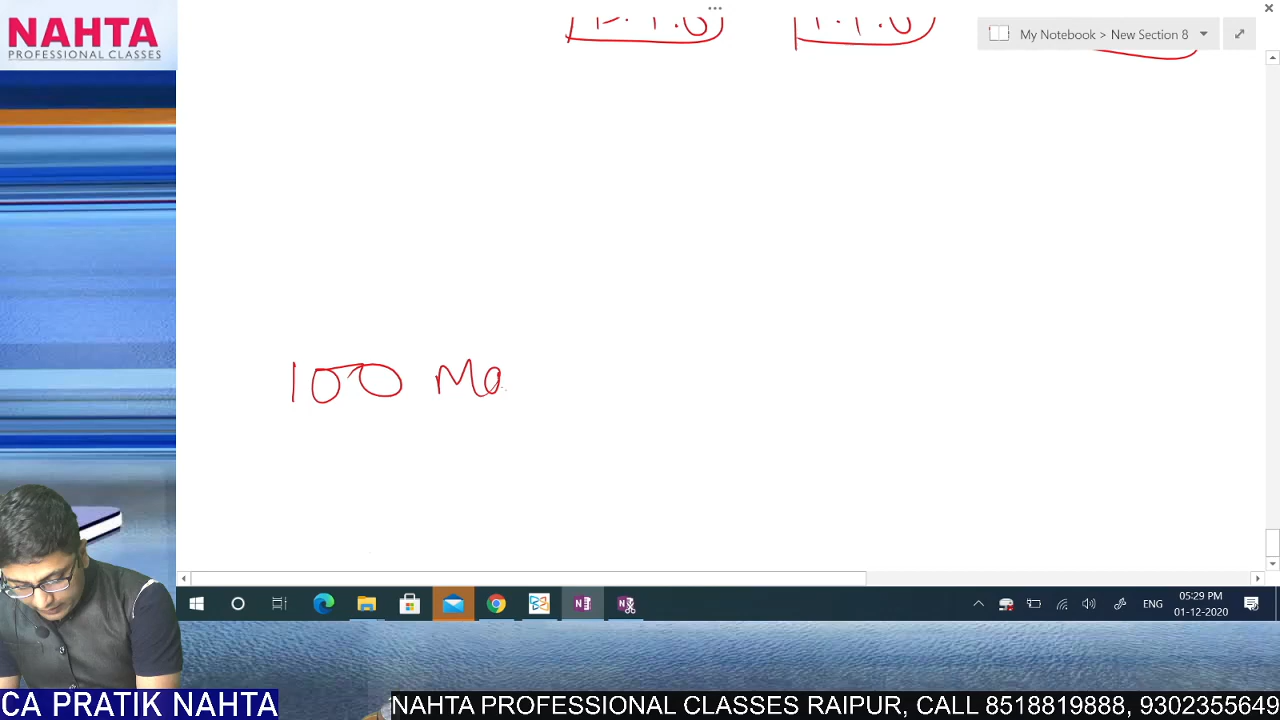 NAHTA
PROFESSIONAL CLASSES
My Notebook > New Section 8
100 Ma
ENG
05:29 PM
01-12-2020
CA PRATIK NAHTA
NAHTA PROFESSIONAL CLASSES RAIPUR, CALL 8518819888, 9302355649